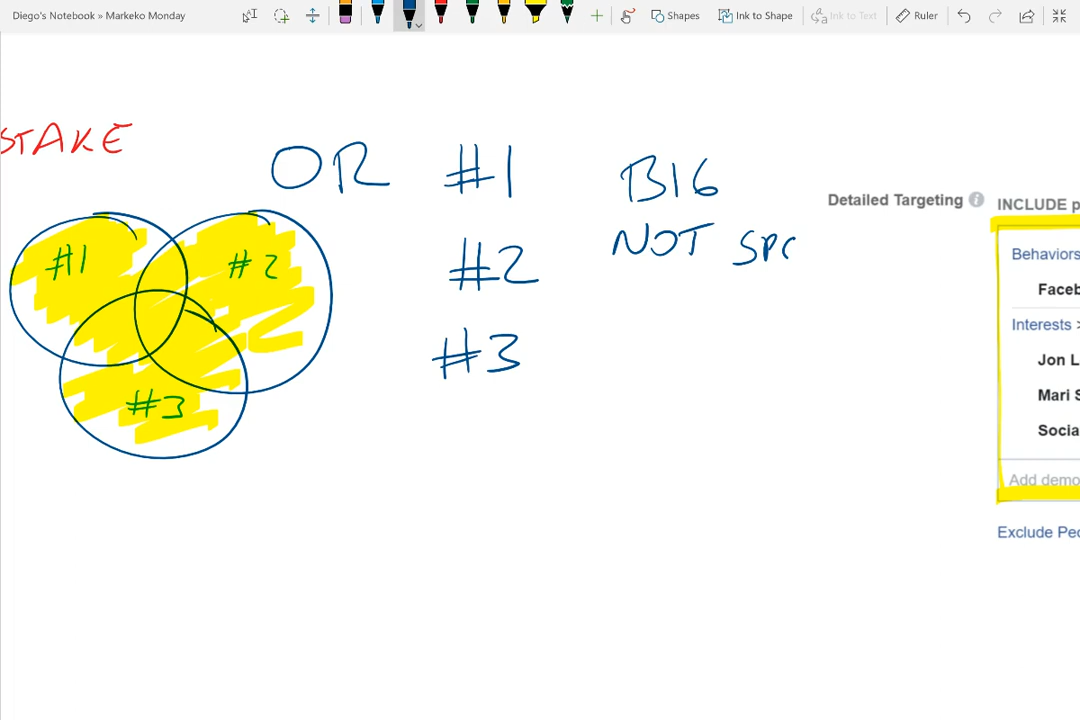 Diego's Notebook » Markeko Monday
Shapes
Ink to Shape
Ink to Text
Ruler
STAKE
OR #1
#2
#3
BIG
NOT SPC
#1
#2
#3
Detailed Targeting
INCLUDE p
Behaviors
Faceb
Interests >
Jon L
Mari S
Socia
Add demo
Exclude Peo